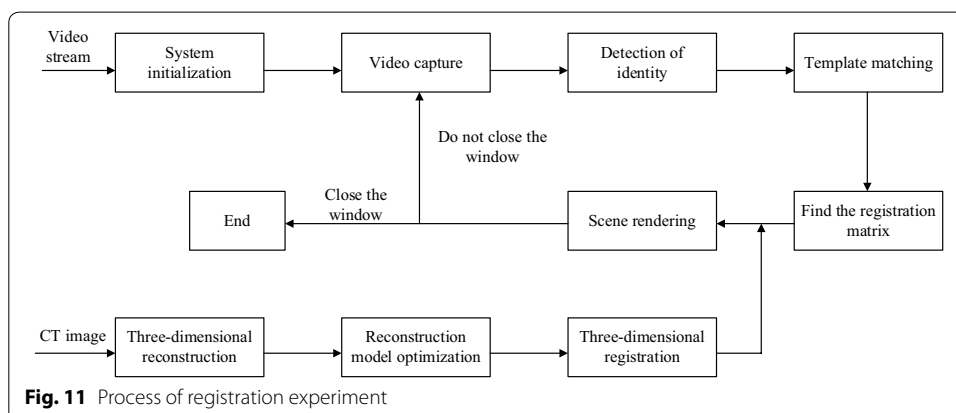 Video
stream
System
initialization
Video capture
Detection of
identity
Template matching
Do not close the
window
End
Close the
window
Scene rendering
Find the registration
matrix
CT image
Three-dimensional
reconstruction
Reconstruction
model optimization
Three-dimensional
registration
Fig. 11 Process of registration experiment